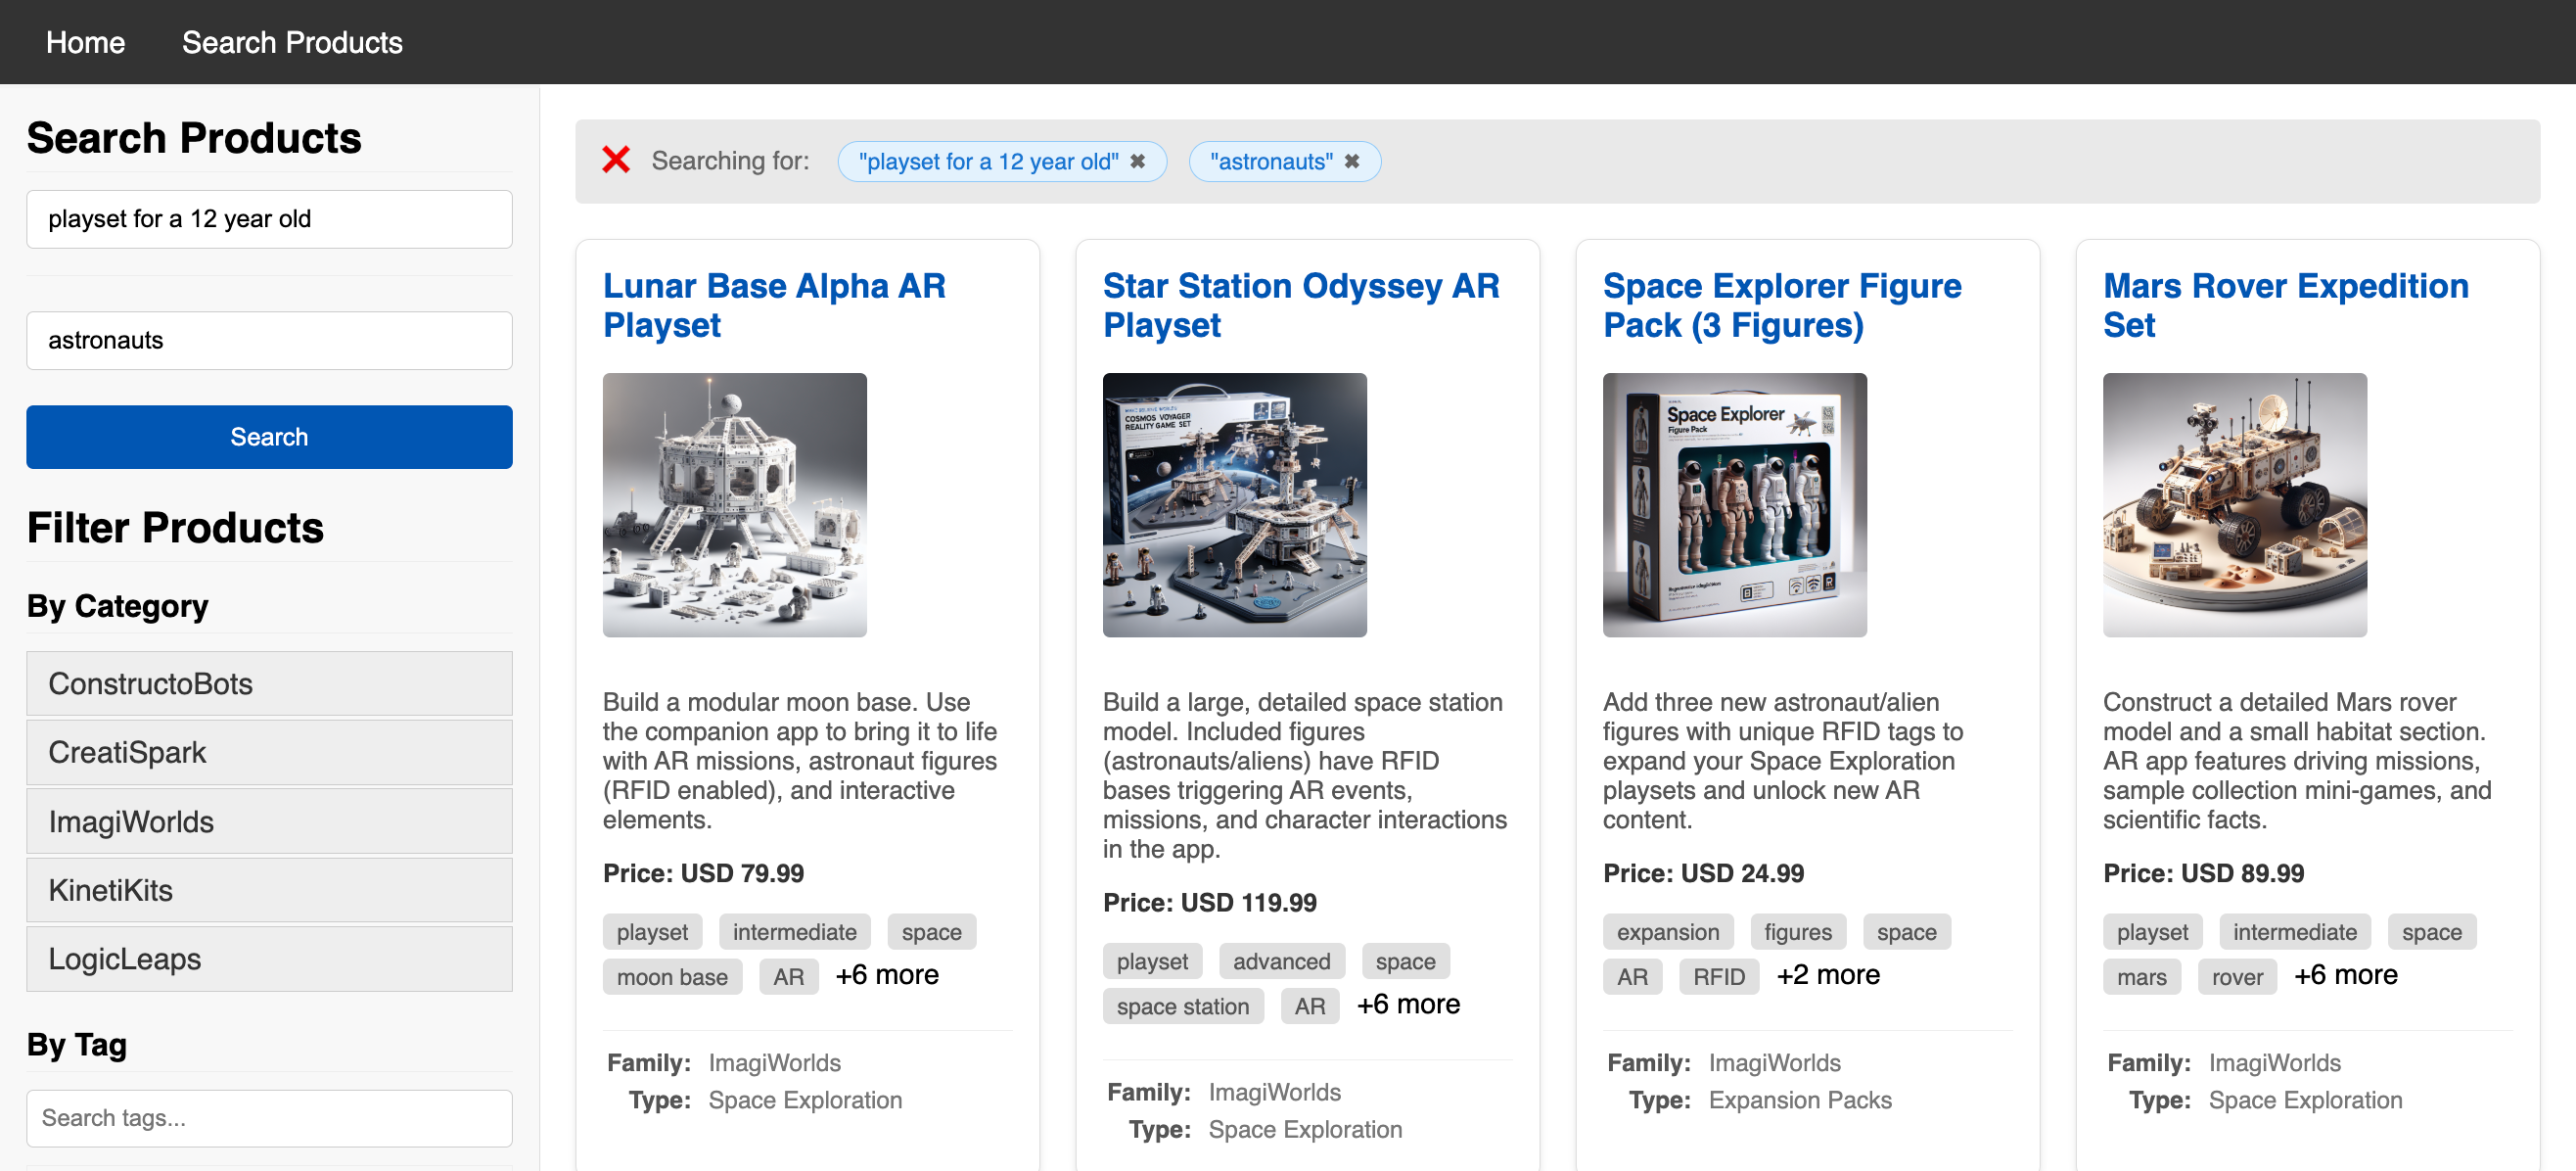 Home Search Products
Search Products
playset for a 12 year old
astronauts
Search
Filter Products
By Category
ConstructoBots
CreatiSpark
ImagiWorlds
KinetiKits
LogicLeaps
By Tag
Search tags...
❌ Searching for: "playset for a 12 year old" ✖ "astronauts" ✖
Lunar Base Alpha AR
Playset
Build a modular moon base. Use
the companion app to bring it to life
with AR missions, astronaut figures
(RFID enabled), and interactive
elements.
Price: USD 79.99
playset intermediate space
moon base AR +6 more
Family: ImagiWorlds
Type: Space Exploration
Star Station Odyssey AR
Playset
COSMOS VOYAGER
REALITY GAME SET
Build a large, detailed space station
model. Included figures
(astronauts/aliens) have RFID
bases triggering AR events,
missions, and character interactions
in the app.
Price: USD 119.99
playset advanced space
space station AR +6 more
Family: ImagiWorlds
Type: Space Exploration
Space Explorer Figure
Pack (3 Figures)
Space Explorer
Figure Pack
Add three new astronaut/alien
figures with unique RFID tags to
expand your Space Exploration
playsets and unlock new AR
content.
Price: USD 24.99
expansion figures space
AR RFID +2 more
Family: ImagiWorlds
Type: Expansion Packs
Mars Rover Expedition
Set
Construct a detailed Mars rover
model and a small habitat section.
AR app features driving missions,
sample collection mini-games, and
scientific facts.
Price: USD 89.99
playset intermediate space
mars rover +6 more
Family: ImagiWorlds
Type: Space Exploration